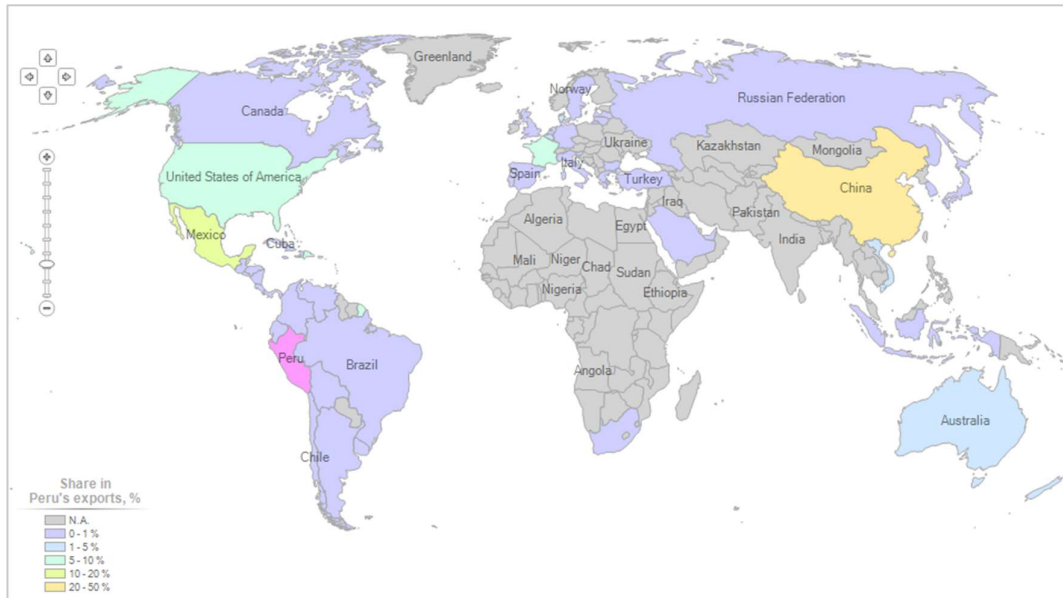 Greenland
Norway
Canada
Russian Federation
Ukraine
Kazakhstan
Mongolia
Italy
Spain
Turkey
United States of America
China
Iraq
Pakistan
Algeria
Egypt
Mexico
Cuba
India
Mali
Niger
Chad
Sudan
Nigeria
Ethiopia
Peru
Brazil
Angola
Australia
Chile
Share in
Peru's exports, %
N.A.
0 - 1 %
1 - 5 %
5 - 10 %
10 - 20 %
20 - 50 %